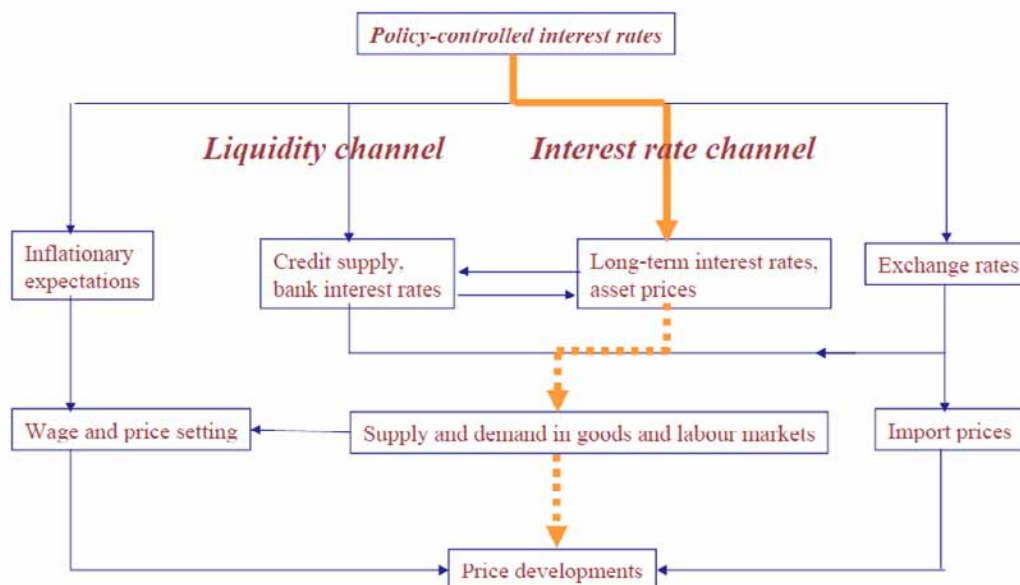 Policy-controlled interest rates
Liquidity channel
Interest rate channel
Inflationary
expectations
Credit supply,
bank interest rates
Long-term interest rates,
asset prices
Exchange rates
Wage and price setting
Supply and demand in goods and labour markets
Import prices
Price developments